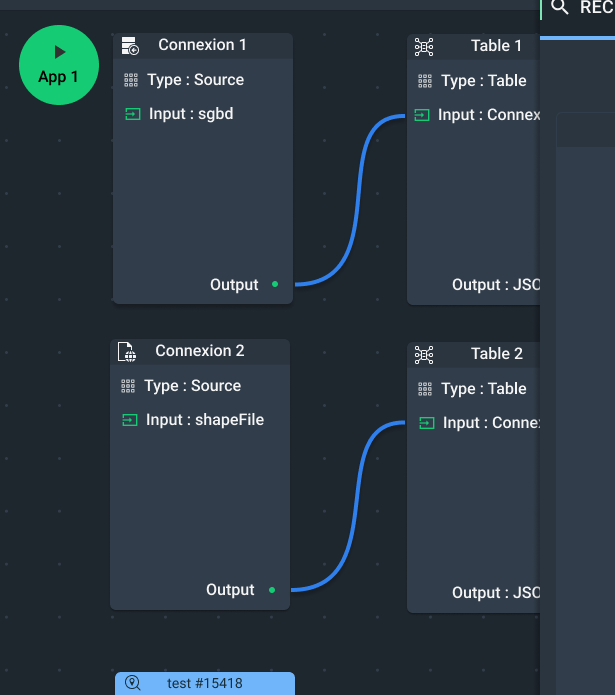 REC
App 1
Connexion 1
Type : Source
Input : sgbd
Output
Table 1
Type : Table
Input : Connex
Output : JSO
Connexion 2
Type : Source
Input : shapeFile
Output
Table 2
Type : Table
Input : Conne
Output : JSO
test #15418